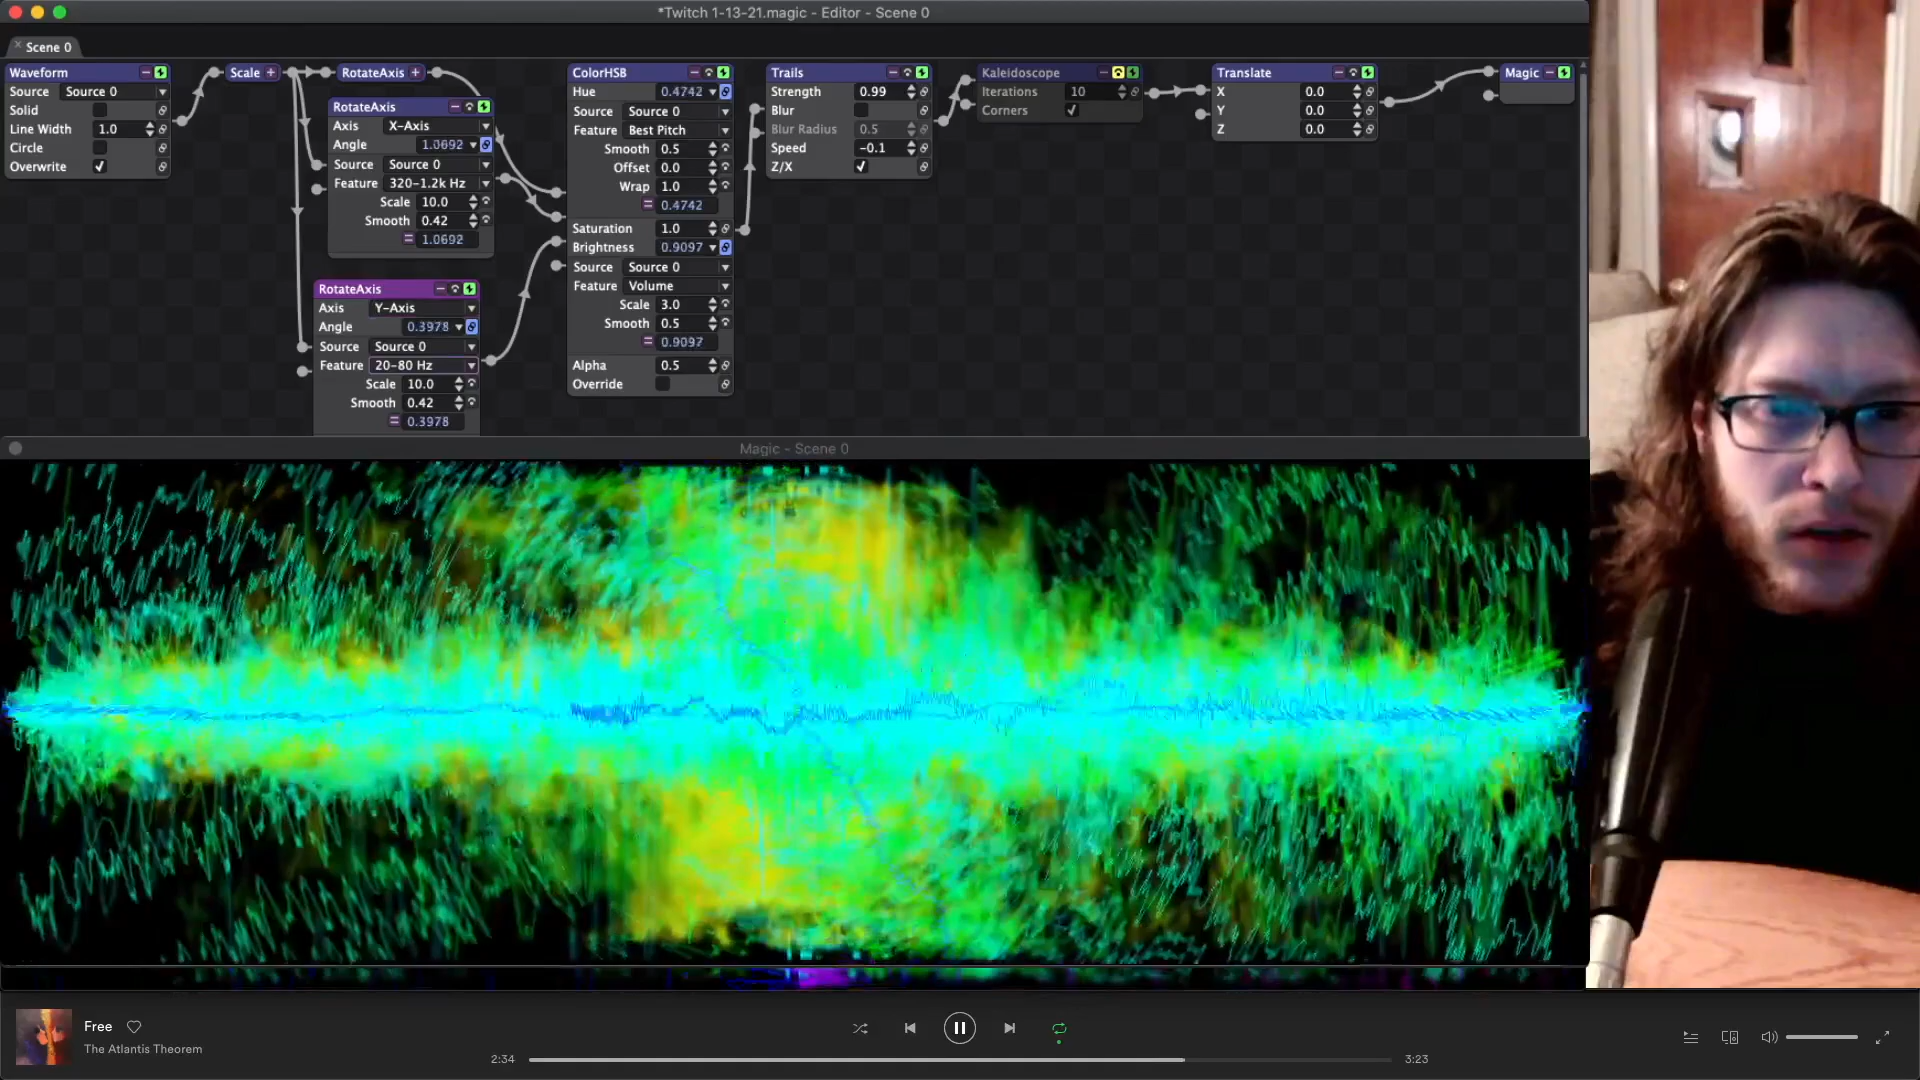 *Twitch 1-13-21.magic - Editor - Scene 0
Scene 0
Waveform
Source Source 0
Solid
Line Width 1.0
Circle
Overwrite
Scale
RotateAxis
RotateAxis
Axis X-Axis
Angle 1.0692
Source Source 0
Feature 320-1.2k Hz
Scale 10.0
Smooth 0.42
= 1.0692
RotateAxis
Axis Y-Axis
Angle 0.3978
Source Source 0
Feature 20-80 Hz
Scale 10.0
Smooth 0.42
= 0.3978
ColorHSB
Hue 0.4742
Source Source 0
Feature Best Pitch
Smooth 0.5
Offset 0.0
Wrap 1.0
= 0.4742
Saturation 1.0
Brightness 0.9097
Source Source 0
Feature Volume
Scale 3.0
Smooth 0.5
= 0.9097
Alpha 0.5
Override
Trails
Strength 0.99
Blur
Blur Radius 0.5
Speed -0.1
Z/X
Kaleidoscope
Iterations 10
Corners
Translate
X 0.0
Y 0.0
Z 0.0
Magic
Magic - Scene 0
Free
The Atlantis Theorem
2:34
3:23